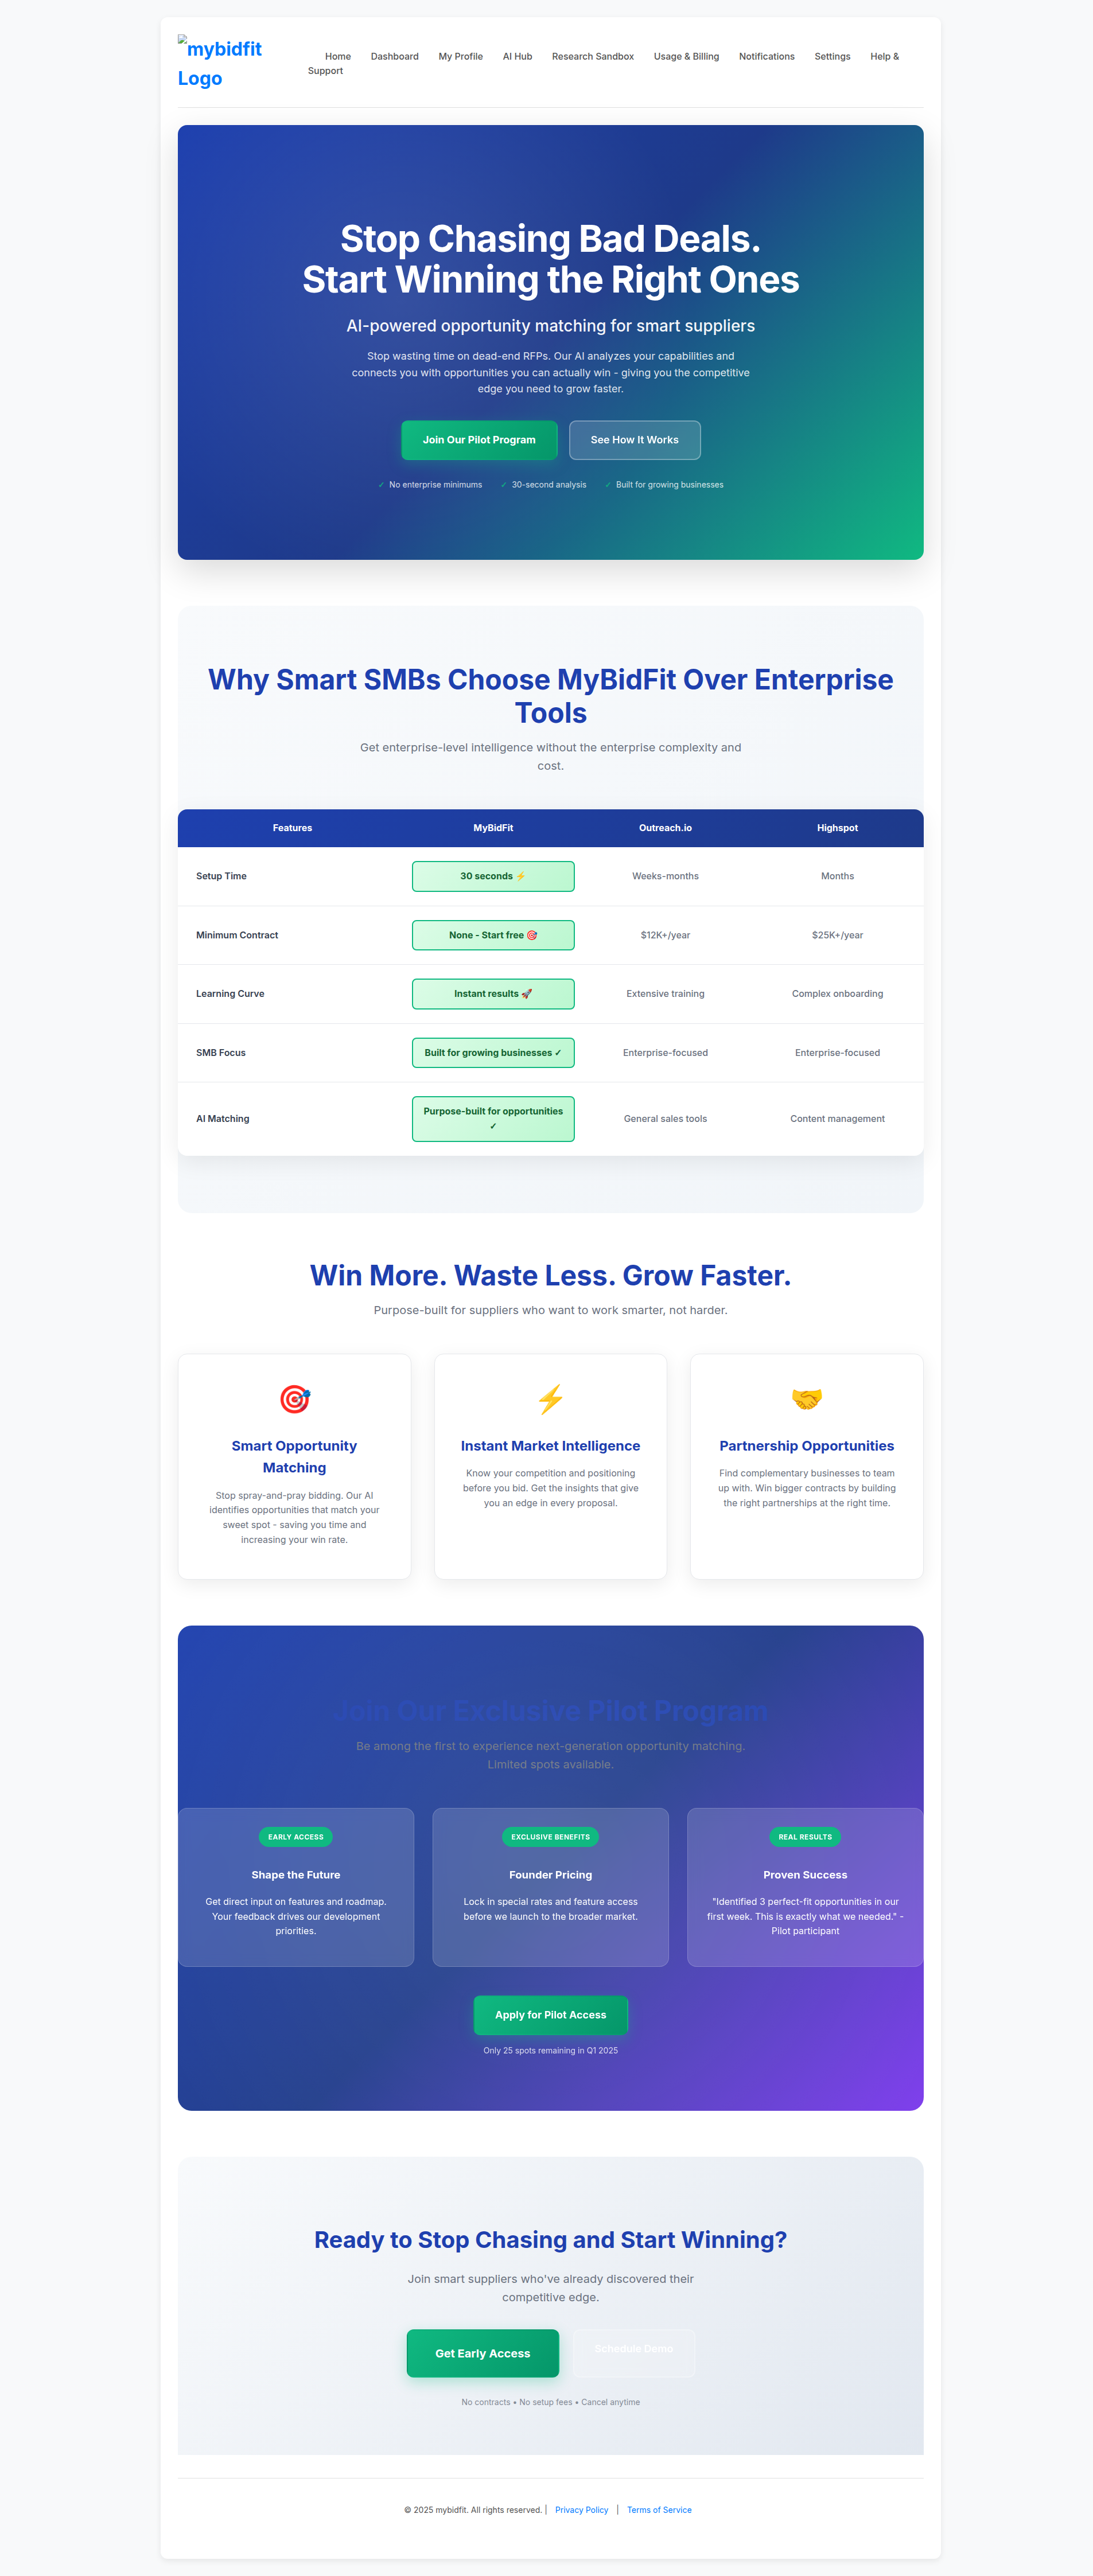 mybidfit
Logo
Home Dashboard My Profile AI Hub Research Sandbox Usage & Billing Notifications Settings Help &
Support
Stop Chasing Bad Deals.
Start Winning the Right Ones
AI-powered opportunity matching for smart suppliers
Stop wasting time on dead-end RFPs. Our AI analyzes your capabilities and
connects you with opportunities you can actually win - giving you the competitive
edge you need to grow faster.
Join Our Pilot Program See How It Works
✓ No enterprise minimums ✓ 30-second analysis ✓ Built for growing businesses
Why Smart SMBs Choose MyBidFit Over Enterprise
Tools
Get enterprise-level intelligence without the enterprise complexity and
cost.
Features MyBidFit Outreach.io Highspot
Setup Time 30 seconds ⚡ Weeks-months Months
Minimum Contract None - Start free 🎯 $12K+/year $25K+/year
Learning Curve Instant results 🚀 Extensive training Complex onboarding
SMB Focus Built for growing businesses ✓ Enterprise-focused Enterprise-focused
AI Matching Purpose-built for opportunities
✓ General sales tools Content management
Win More. Waste Less. Grow Faster.
Purpose-built for suppliers who want to work smarter, not harder.
Smart Opportunity
Matching
Stop spray-and-pray bidding. Our AI
identifies opportunities that match your
sweet spot - saving you time and
increasing your win rate.
Instant Market Intelligence
Know your competition and positioning
before you bid. Get the insights that give
you an edge in every proposal.
Partnership Opportunities
Find complementary businesses to team
up with. Win bigger contracts by building
the right partnerships at the right time.
Join Our Exclusive Pilot Program
Be among the first to experience next-generation opportunity matching.
Limited spots available.
EARLY ACCESS
Shape the Future
Get direct input on features and roadmap.
Your feedback drives our development
priorities.
EXCLUSIVE BENEFITS
Founder Pricing
Lock in special rates and feature access
before we launch to the broader market.
REAL RESULTS
Proven Success
"Identified 3 perfect-fit opportunities in our
first week. This is exactly what we needed." -
Pilot participant
Apply for Pilot Access
Only 25 spots remaining in Q1 2025
Ready to Stop Chasing and Start Winning?
Join smart suppliers who've already discovered their
competitive edge.
Get Early Access Schedule Demo
No contracts • No setup fees • Cancel anytime
© 2025 mybidfit. All rights reserved. | Privacy Policy | Terms of Service